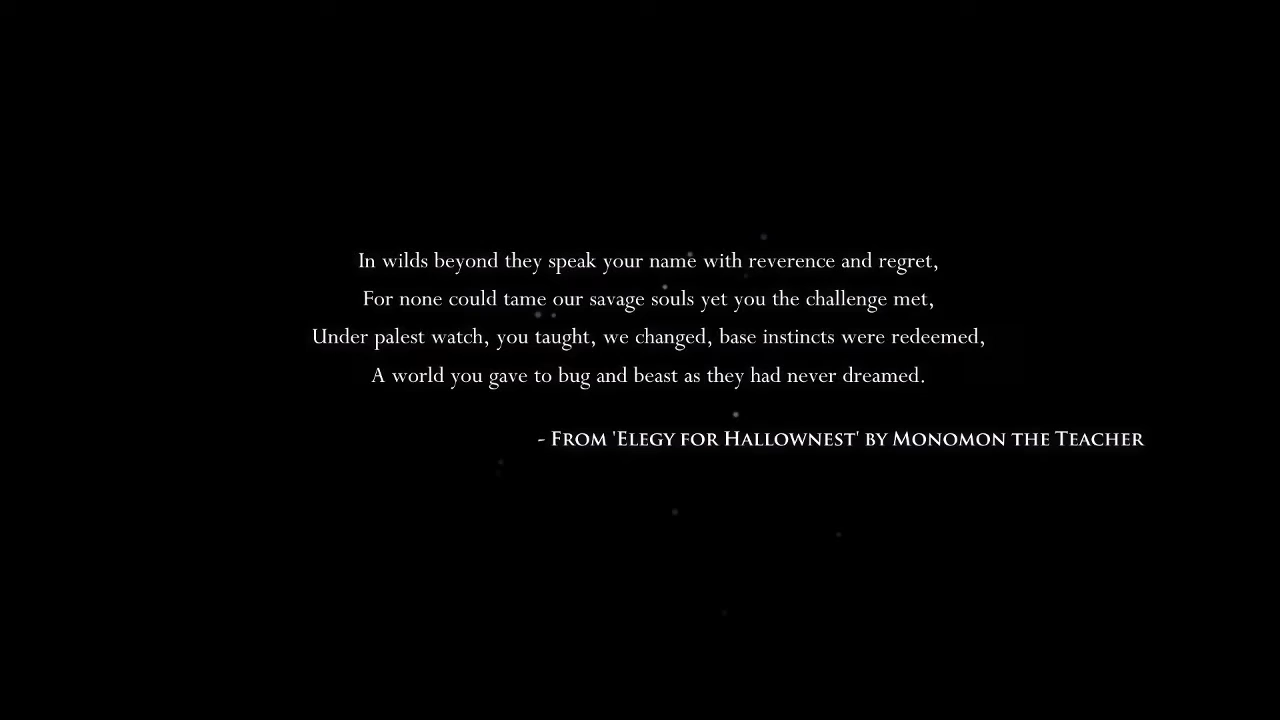 In wilds beyond they speak your name with reverence and regret,
For none could tame our savage souls yet you the challenge met,
Under palest watch, you taught, we changed, base instincts were redeemed,
A world you gave to bug and beast as they had never dreamed.
- From 'Elegy for Hallownest' by Monomon the Teacher